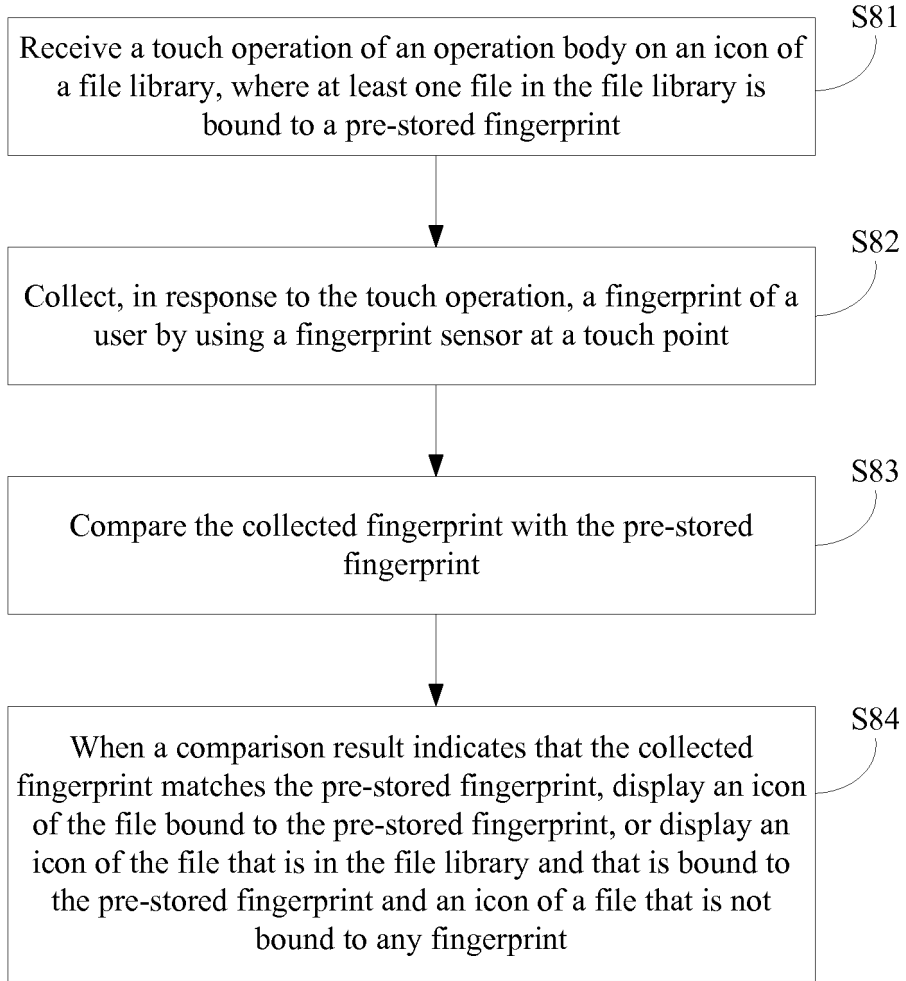 S81
Receive a touch operation of an operation body on an icon of
a file library, where at least one file in the file library is
bound to a pre-stored fingerprint
S82
Collect, in response to the touch operation, a fingerprint of a
user by using a fingerprint sensor at a touch point
S83
Compare the collected fingerprint with the pre-stored
fingerprint
S84
When a comparison result indicates that the collected
fingerprint matches the pre-stored fingerprint, display an icon
of the file bound to the pre-stored fingerprint, or display an
icon of the file that is in the file library and that is bound to
the pre-stored fingerprint and an icon of a file that is not
bound to any fingerprint